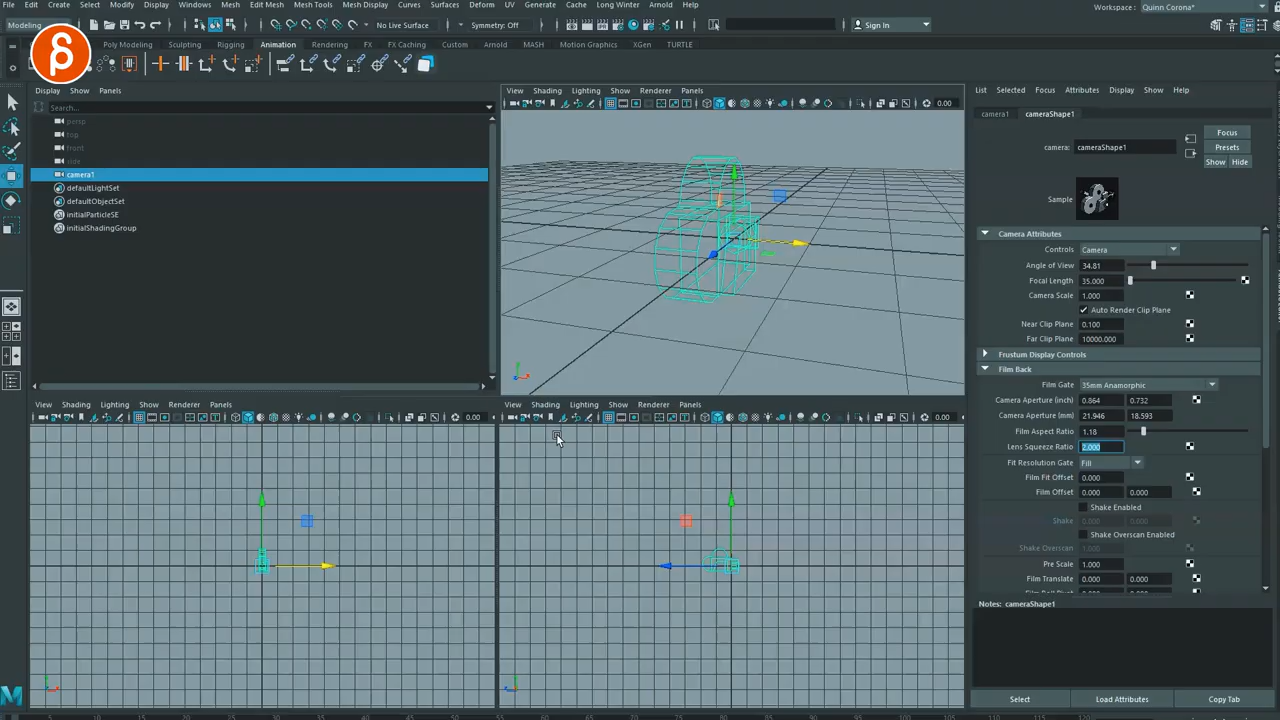 File Edit Create Select Modify Display Windows Mesh Edit Mesh Mesh Tools Mesh Display Curves Surfaces Deform UV Generate Cache Long Winter Arnold Help Workspace: Quinn Corona*
Modeling No Live Surface Symmetry: Off Sign In
Poly Modeling Sculpting Rigging Animation Rendering FX FX Caching Custom Arnold MASH Motion Graphics XGen TURTLE
Display Show Panels
Search...
persp
top
front
side
camera1
defaultLightSet
defaultObjectSet
initialParticleSE
initialShadingGroup
View Shading Lighting Show Renderer Panels
0.00
View Shading Lighting Show Renderer Panels
0.00
View Shading Lighting Show Renderer Panels
0.00
List Selected Focus Attributes Display Show Help
camera1 cameraShape1
camera: cameraShape1
Focus
Presets
Show Hide
Sample
Camera Attributes
Controls Camera
Angle of View 34.81
Focal Length 35.000
Camera Scale 1.000
Auto Render Clip Plane
Near Clip Plane 0.100
Far Clip Plane 10000.000
Frustum Display Controls
Film Back
Film Gate 35mm Anamorphic
Camera Aperture (inch) 0.864 0.732
Camera Aperture (mm) 21.946 18.593
Film Aspect Ratio 1.18
Lens Squeeze Ratio 2.000
Fit Resolution Gate Fill
Film Fit Offset 0.000
Film Offset 0.000 0.000
Shake Enabled
Shake 0.000 0.000
Shake Overscan Enabled
Shake Overscan 1.000
Pre Scale 1.000
Film Translate 0.000 0.000
Notes: cameraShape1
Select Load Attributes Copy Tab